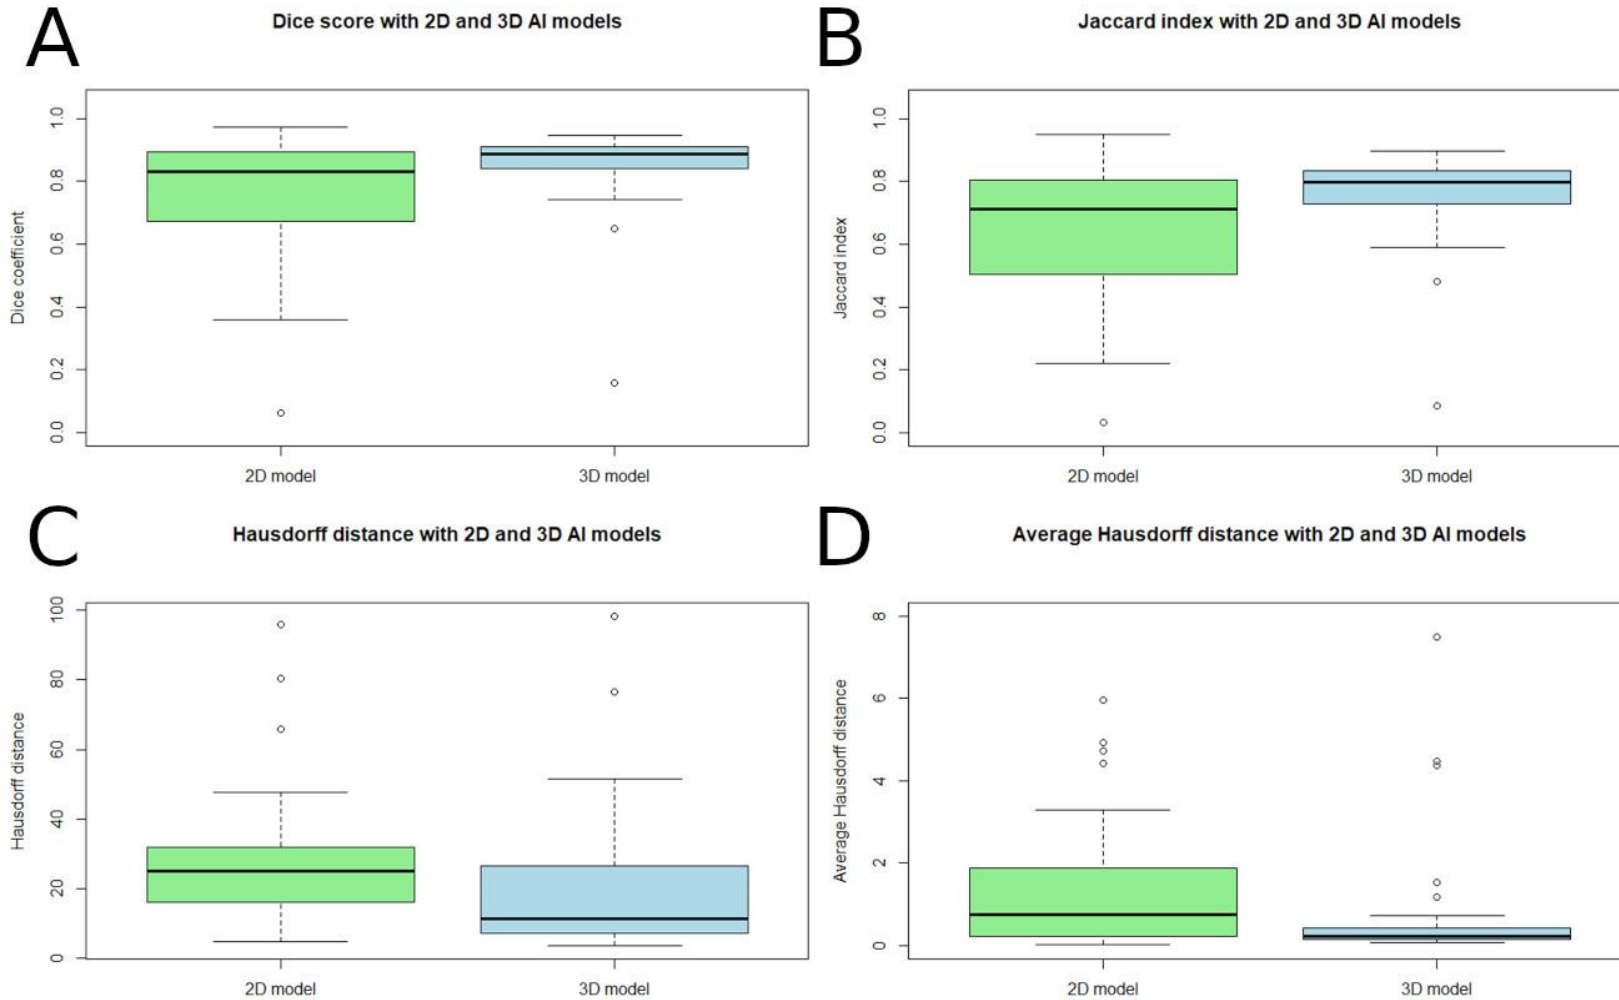 A
Dice score with 2D and 3D AI models
Dice coefficient
1.0
0.8
0.6
0.4
0.2
0.0
2D model
3D model
B
Jaccard index with 2D and 3D AI models
Jaccard index
1.0
0.8
0.6
0.4
0.2
0.0
2D model
3D model
C
Hausdorff distance with 2D and 3D AI models
Hausdorff distance
100
80
60
40
20
0
2D model
3D model
D
Average Hausdorff distance with 2D and 3D AI models
Average Hausdorff distance
8
6
4
2
0
2D model
3D model